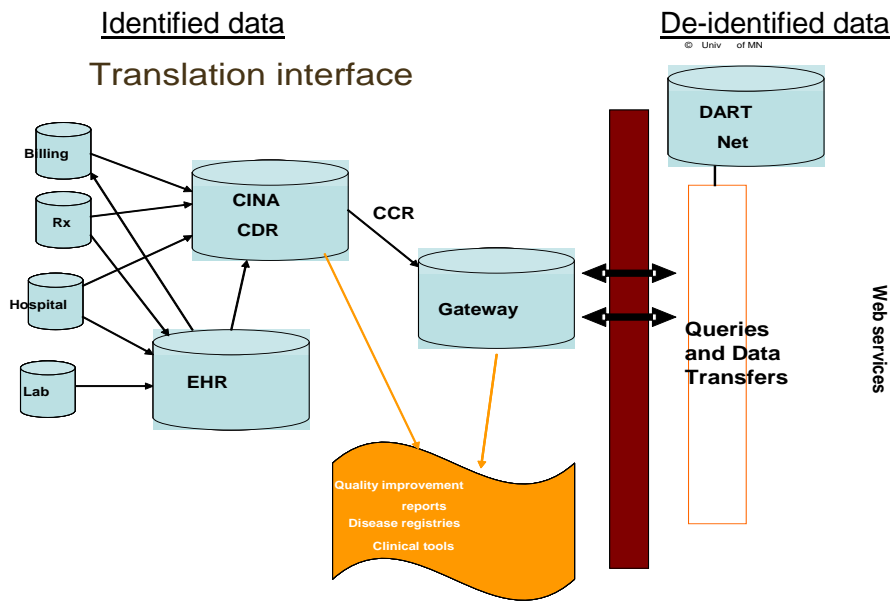 Identified data
De-identified data
© Univ of MN
Translation interface
DART
Net
Billing
CINA
CDR
CCR
Rx
Hospital
Gateway
Web services
Queries
and Data
Transfers
EHR
Lab
Quality improvement
reports
Disease registries
Clinical tools